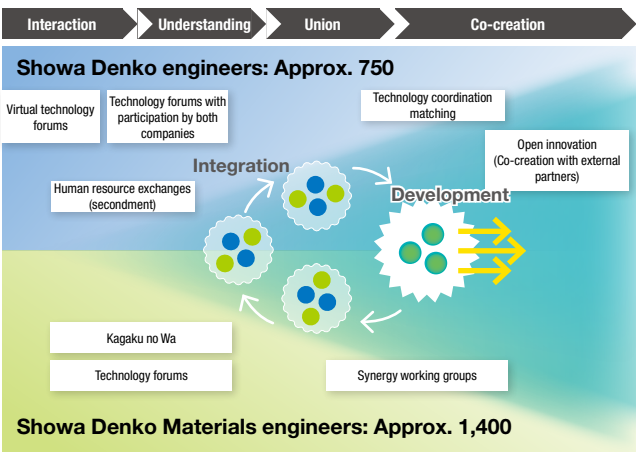 Interaction
Understanding
Union
Co-creation
Showa Denko engineers: Approx. 750
Virtual technology
forums
Technology forums with
participation by both
companies
Technology coordination
matching
Open innovation
(Co-creation with external
partners)
Integration
Human resource exchanges
(secondment)
Development
Kagaku no Wa
Technology forums
Synergy working groups
Showa Denko Materials engineers: Approx. 1,400